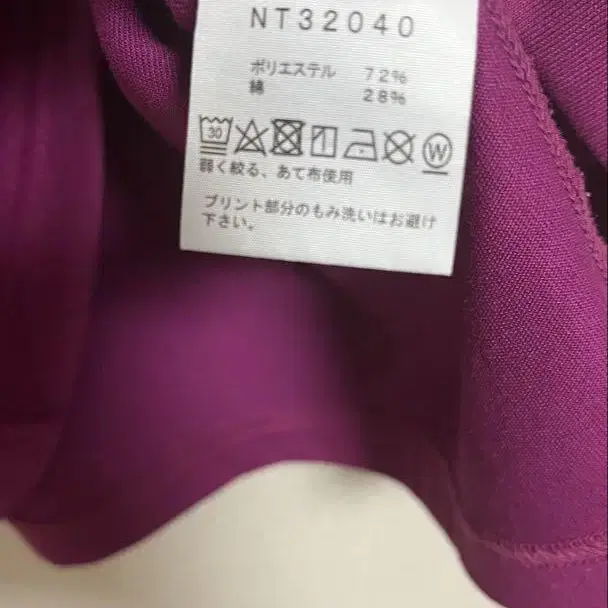 NT32040
ポリエステル 72%
綿 28%
30 W
弱く絞る、あて布使用
プリント部分のもみ洗いはお避け
下さい。